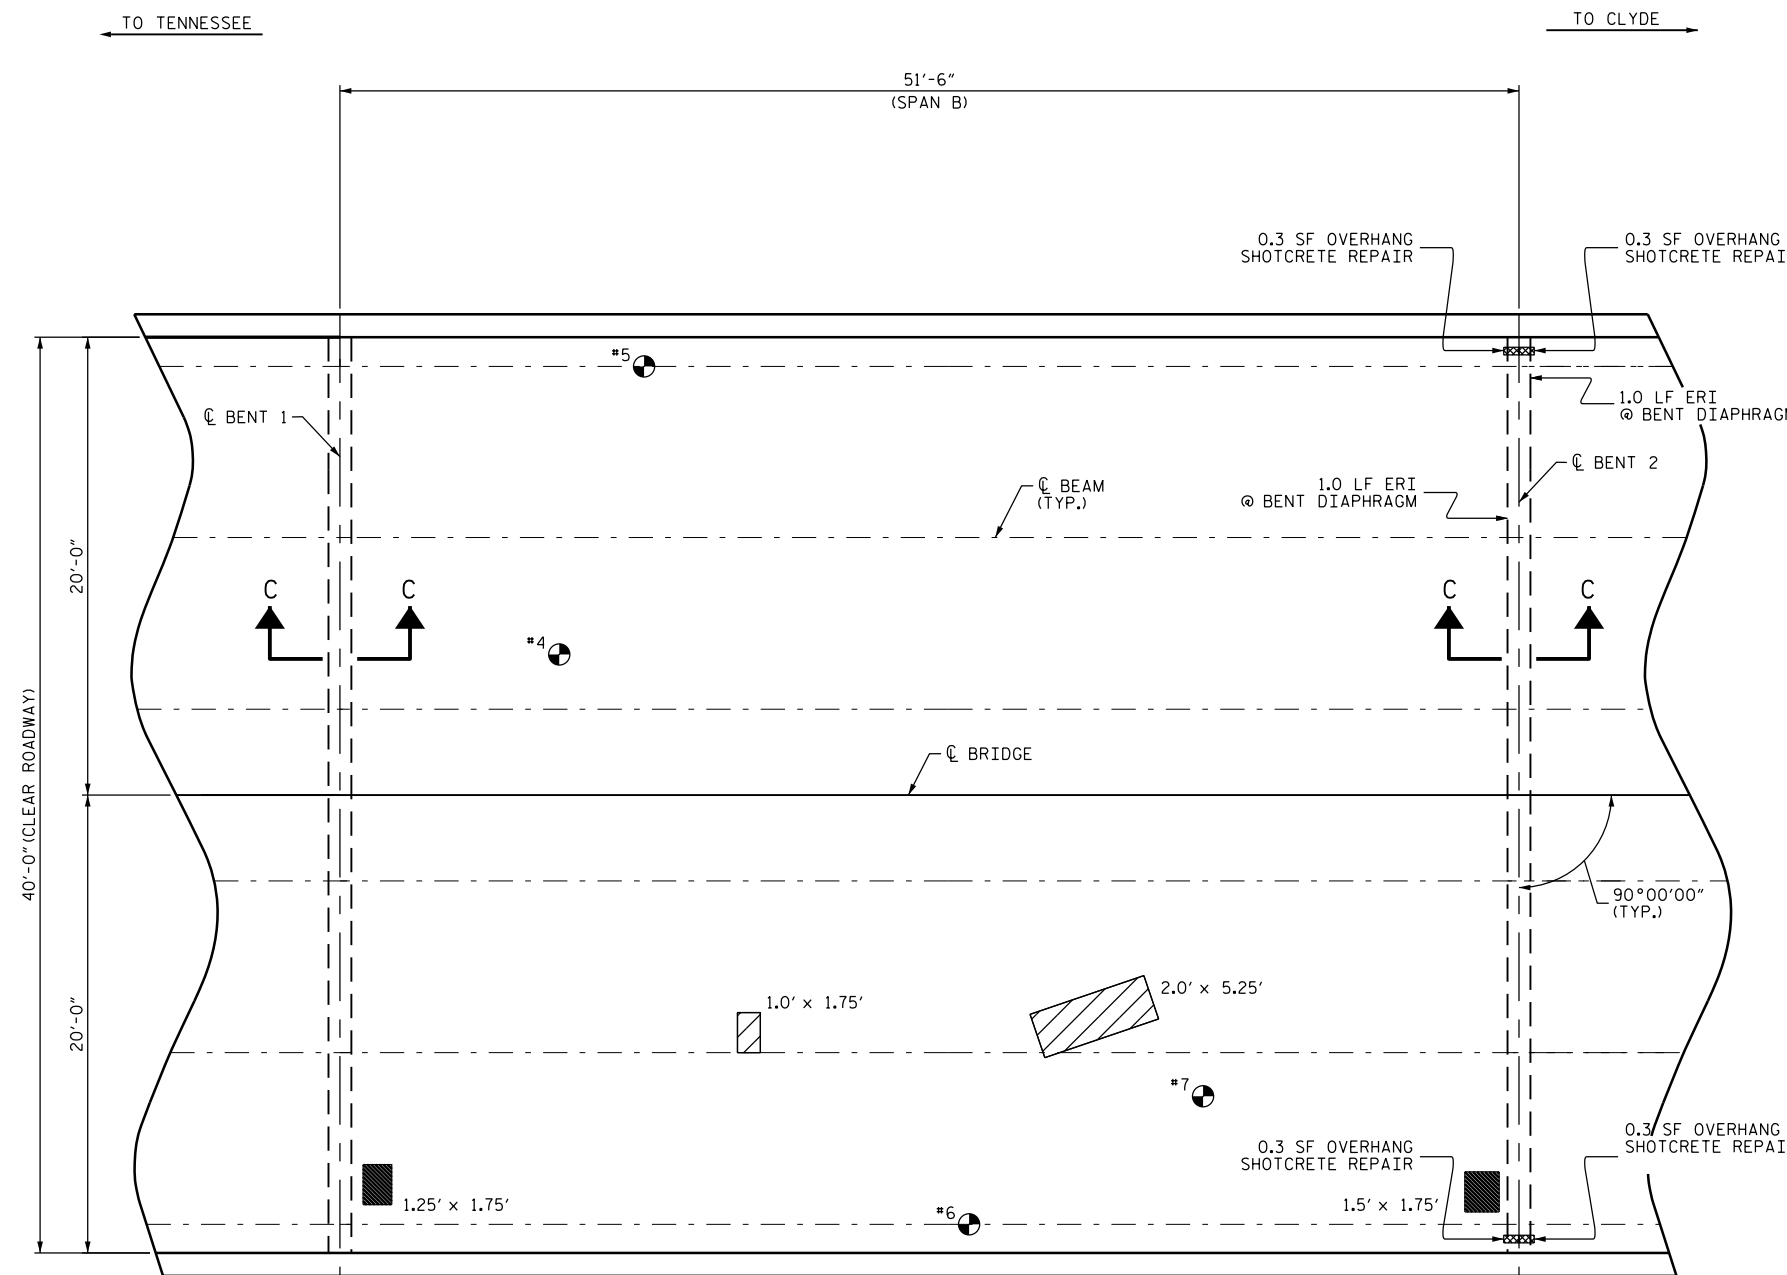 TO TENNESSEE
TO CLYDE
51'-6"
(SPAN B)
0.3 SF OVERHANG
SHOTCRETE REPAIR
0.3 SF OVERHANG
SHOTCRETE REPAI
#5
1.0 LF ERI
@ BENT DIAPHRAG
℄ BENT 1
℄ BENT 2
℄ BEAM
(TYP.)
1.0 LF ERI
@ BENT DIAPHRAGM
20'-0"
C
C
C
C
#4
40'-0" (CLEAR ROADWAY)
℄ BRIDGE
90°00'00"
(TYP.)
20'-0"
1.0' x 1.75'
2.0' x 5.25'
#7
0.3 SF OVERHANG
SHOTCRETE REPAIR
0.3 SF OVERHANG
SHOTCRETE REPAI
1.25' x 1.75'
1.5' x 1.75'
#6